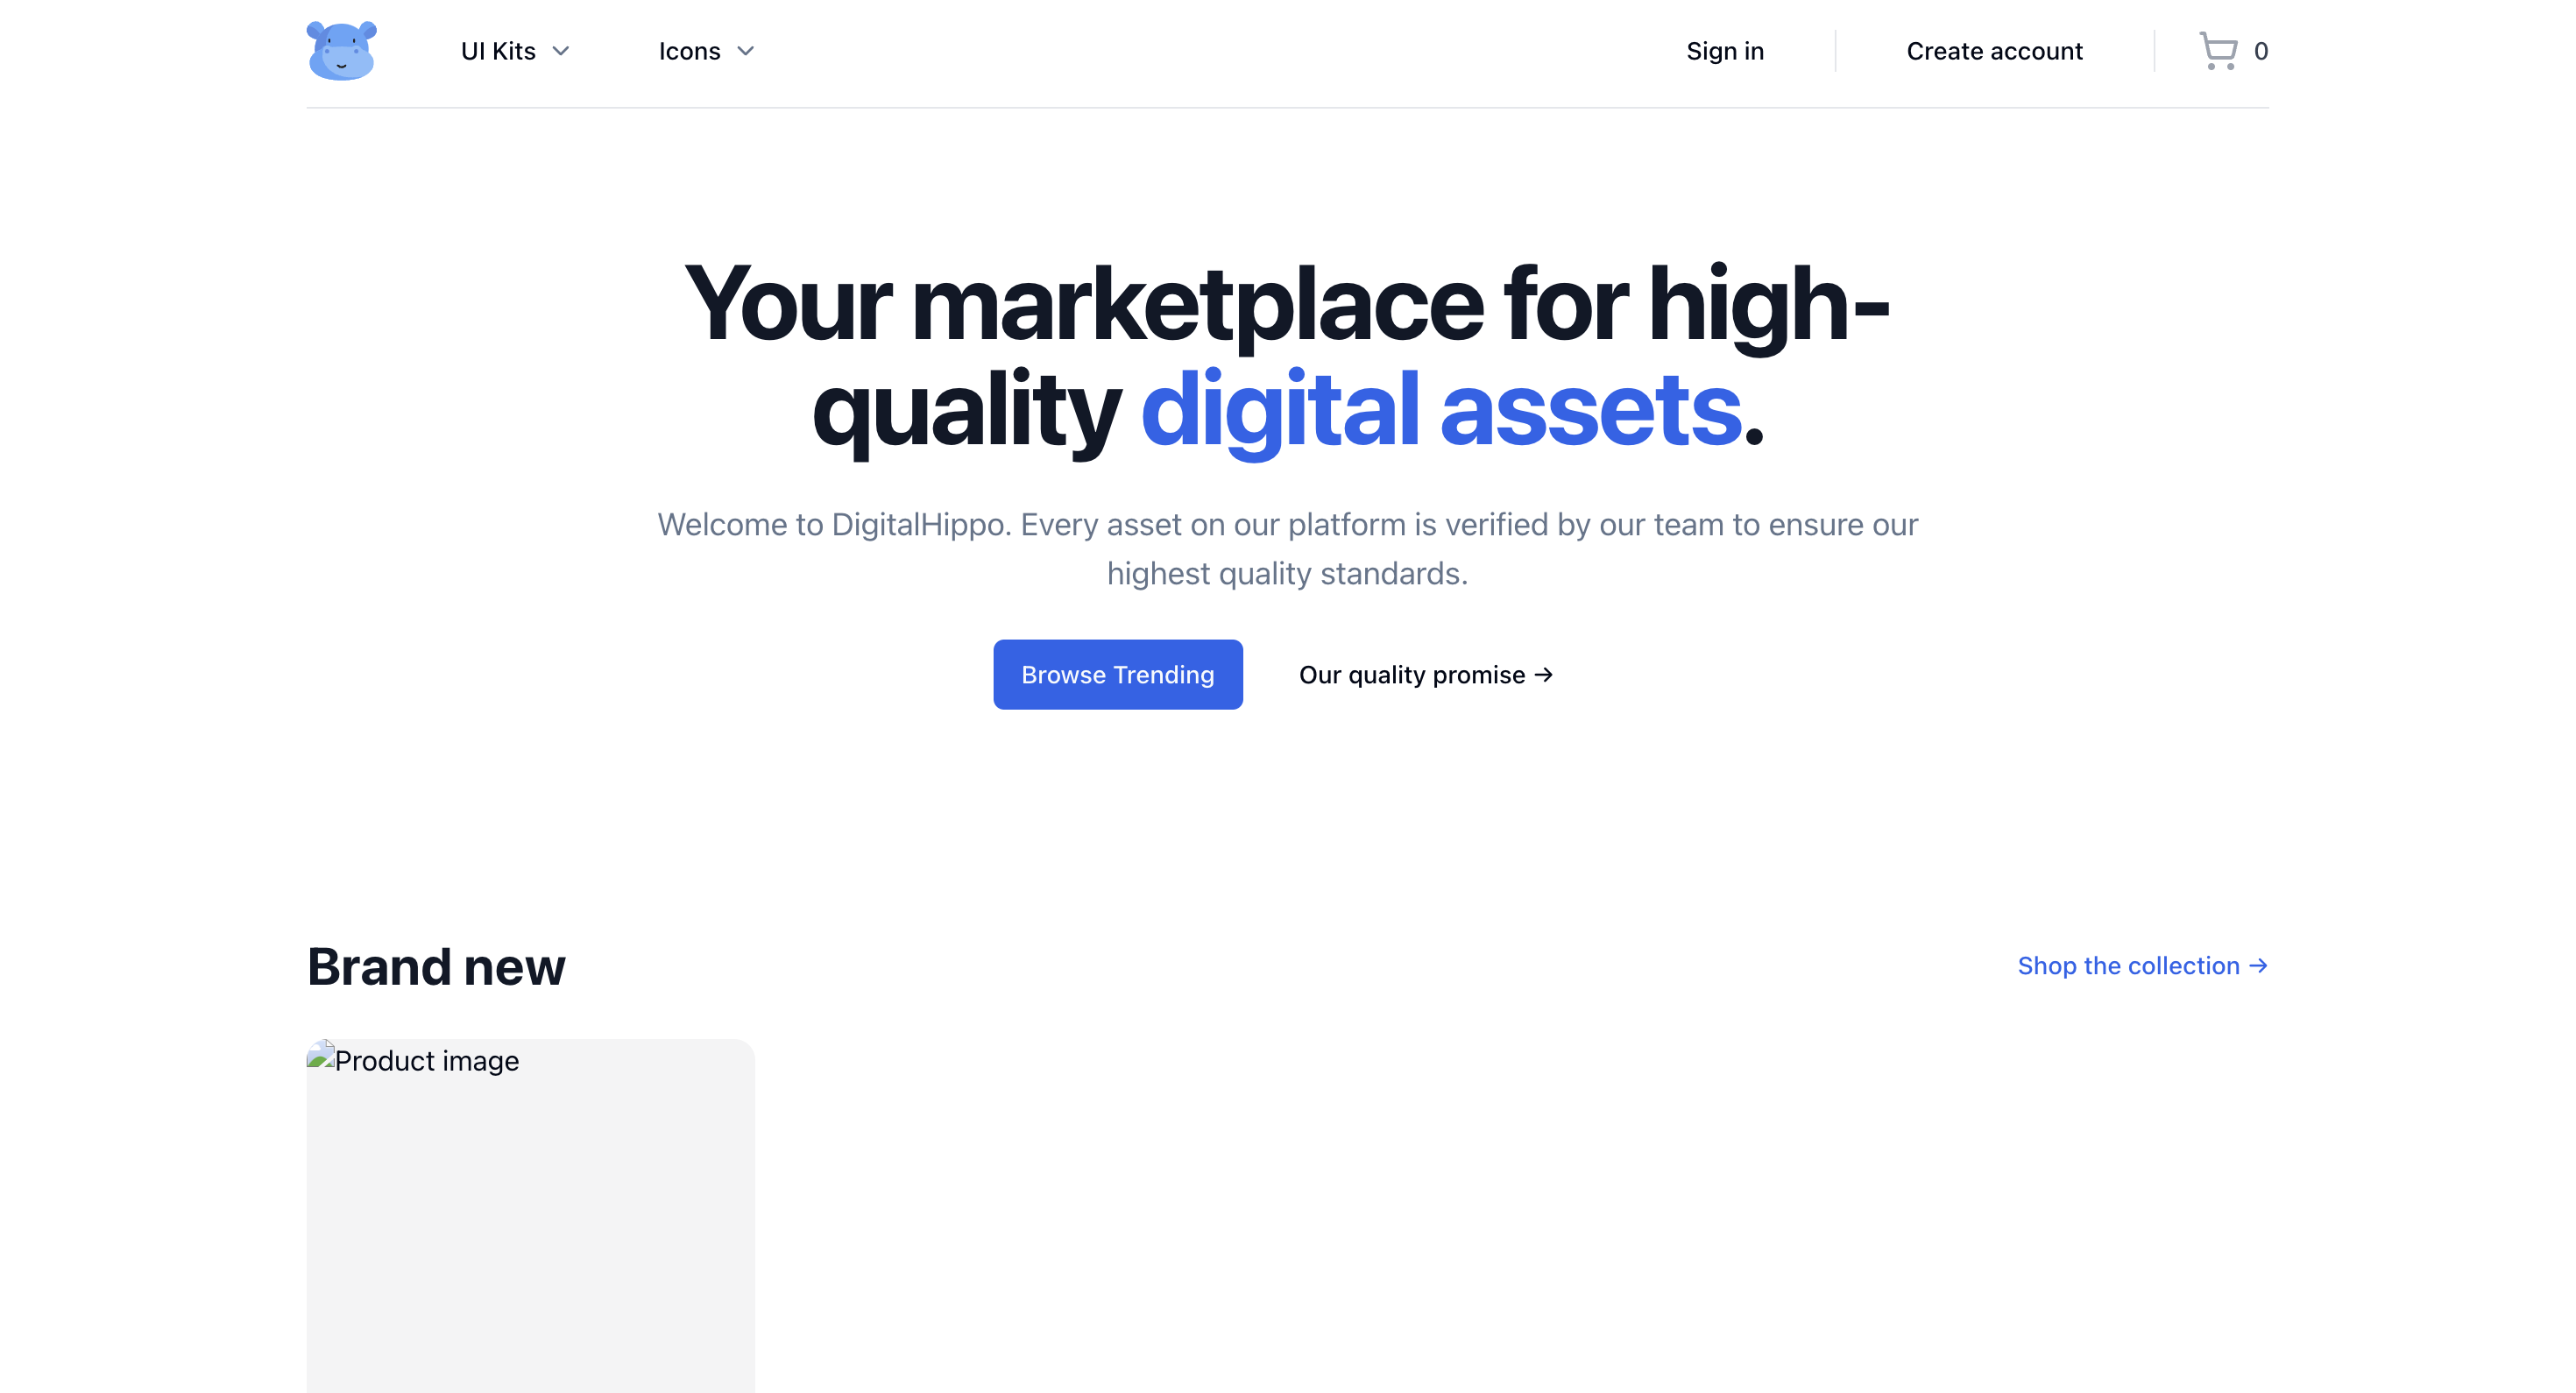 UI Kits
Icons
Sign in
Create account
0
Your marketplace for high-
quality digital assets.
Welcome to DigitalHippo. Every asset on our platform is verified by our team to ensure our
highest quality standards.
Browse Trending
Our quality promise →
Brand new
Shop the collection →
Product image